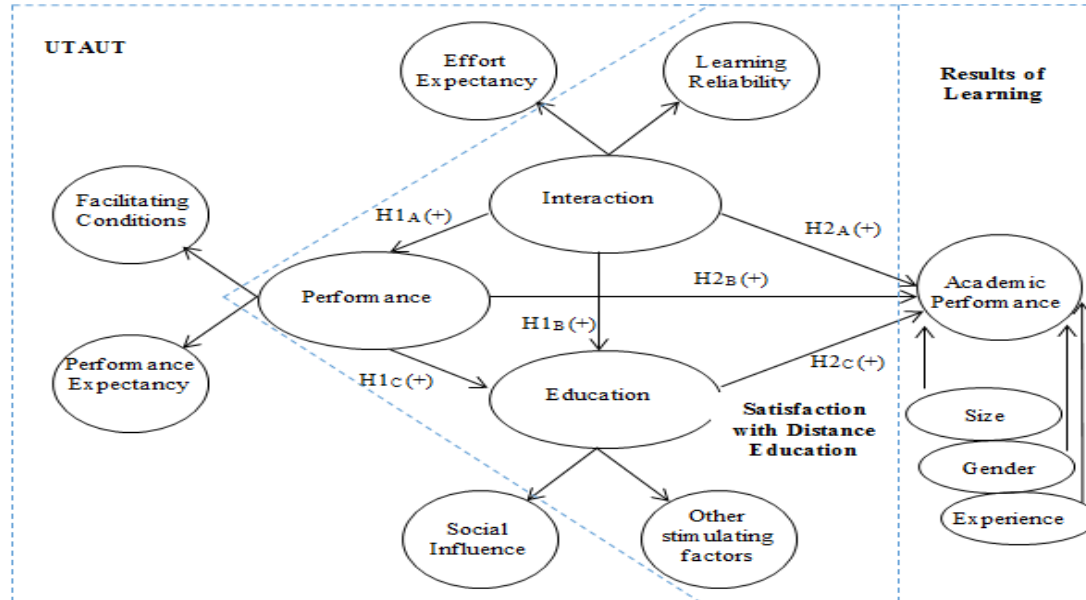 UTAUT
Effort
Expectancy
Learning
Reliability
Results of
Learning
Facilitating
Conditions
Interaction
H1A(+)
H2A(+)
Performance
H2B(+)
Academic
Performance
H1B(+)
Performance
Expectancy
H1C(+)
H2C(+)
Education
Satisfaction
with Distance
Education
Size
Gender
Experience
Social
Influence
Other
stimulating
factors